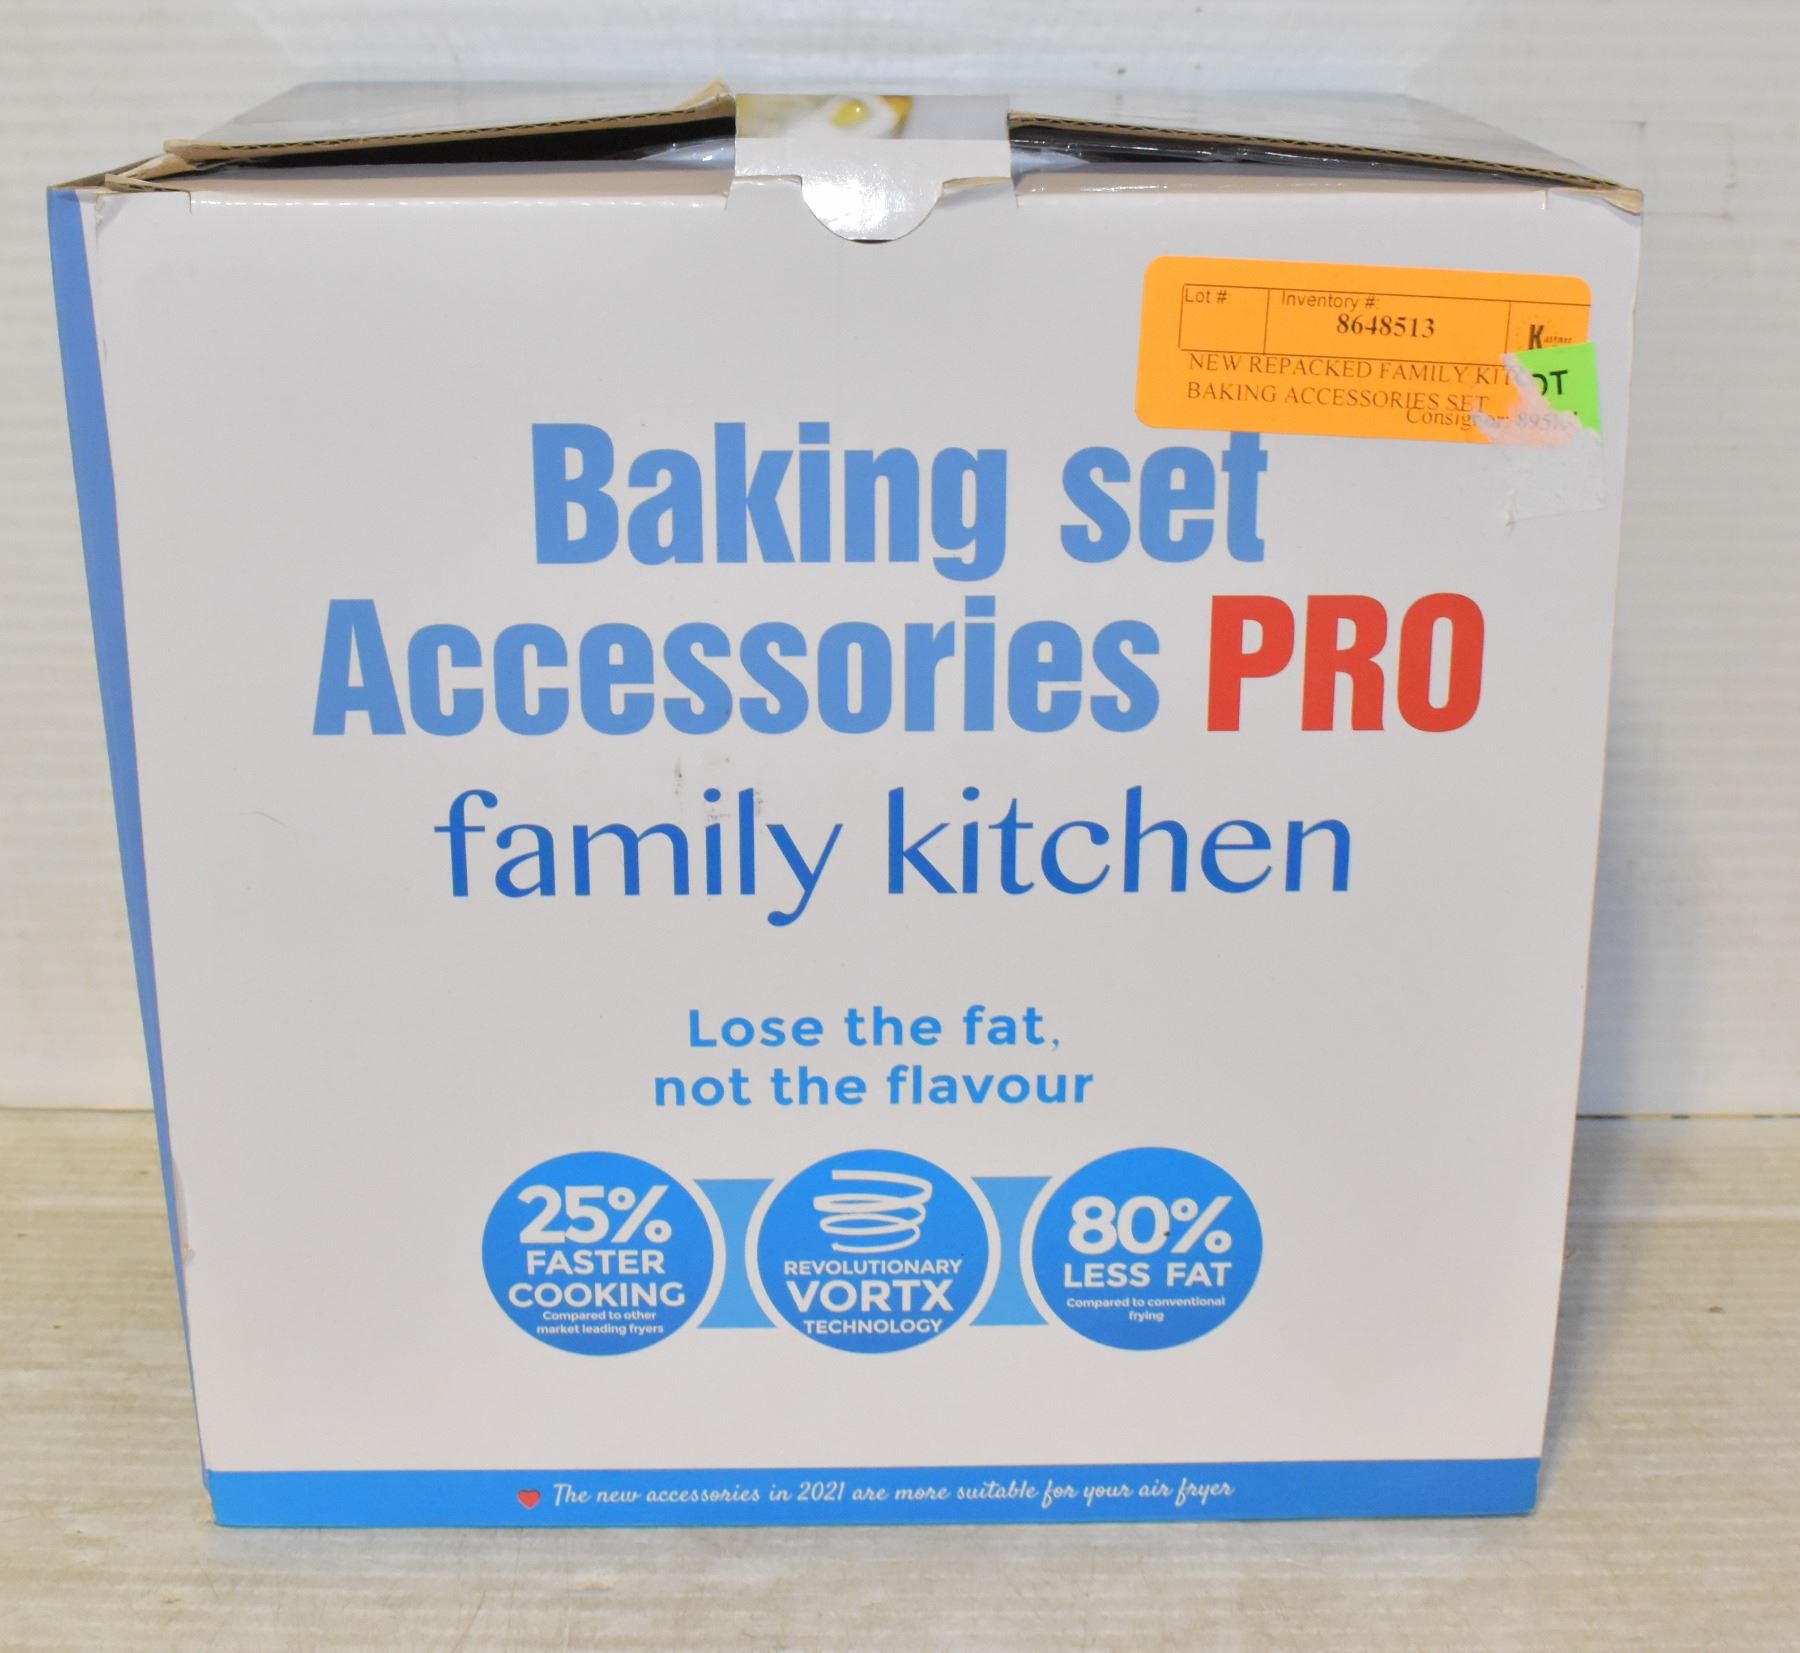 Lot #:
Inventory #:
8648513
NEW REPACKED FAMILY
BAKING ACCESSORIES SET
OT
Baking set
Accessories PRO
family kitchen
Lose the fat,
not the flavour
25%
FASTER
COOKING
Compared to other
market leading fryers
REVOLUTIONARY
VORTX
TECHNOLOGY
80%
LESS FAT
Compared to conventional
frying
The new accessories in 2021 are more suitable for your air fryer